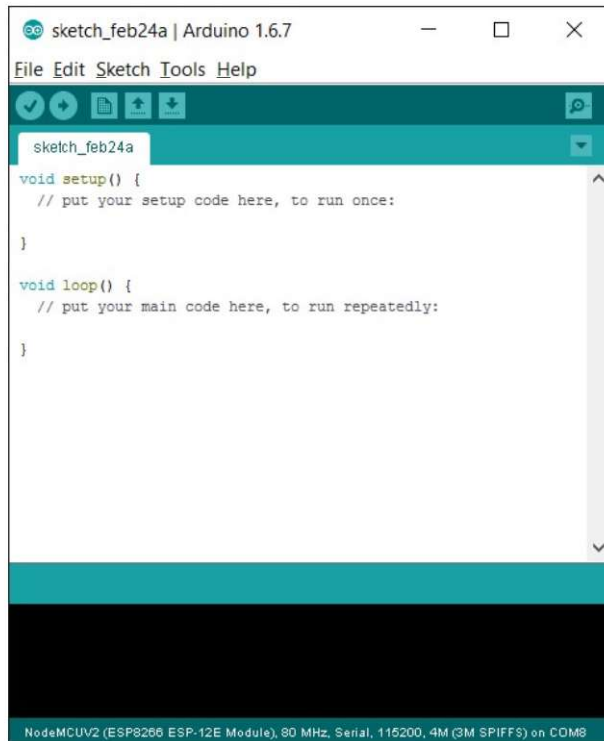 sketch_feb24a | Arduino 1.6.7
File Edit Sketch Tools Help
sketch_feb24a
void setup() {
  // put your setup code here, to run once:
}
void loop() {
  // put your main code here, to run repeatedly:
}
NodeMCUV2 (ESP8266 ESP-12E Module), 80 MHz, Serial, 115200, 4M (3M SPIFFS) on COM8